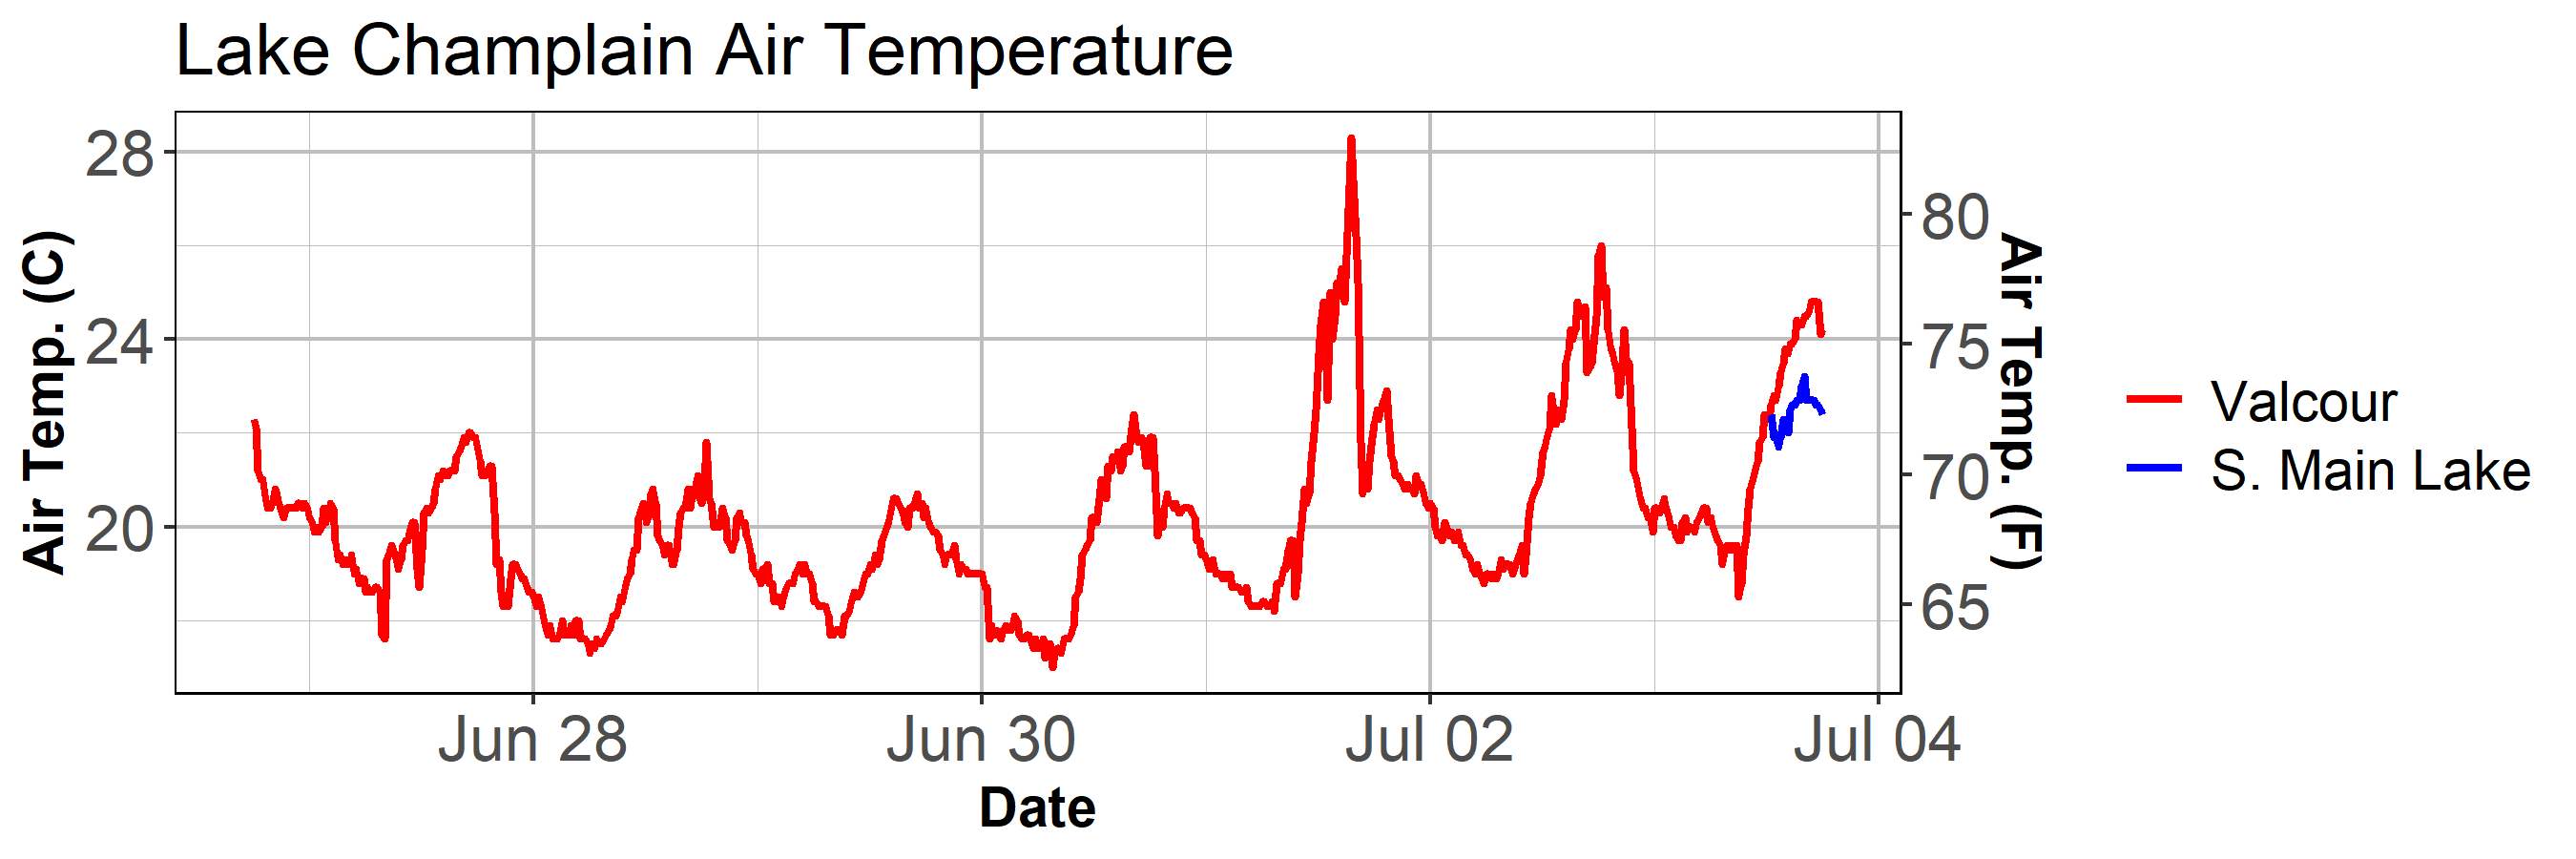 Lake Champlain Air Temperature
28
24
20
Air Temp. (C)
80
75
70
65
Air Temp. (F)
Jun 28
Jun 30
Jul 02
Jul 04
Date
Valcour
S. Main Lake